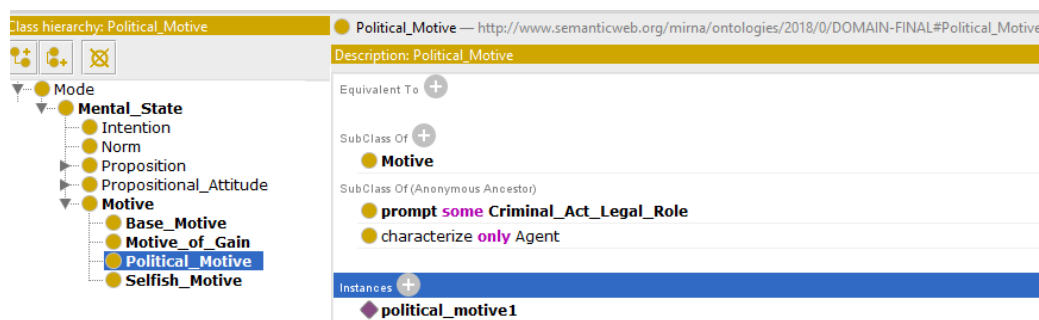 Class hierarchy: Political_Motive
Mode
Mental_State
Intention
Norm
Proposition
Propositional_Attitude
Motive
Base_Motive
Motive_of_Gain
Political_Motive
Selfish_Motive
Political_Motive — http://www.semanticweb.org/mirna/ontologies/2018/0/DOMAIN-FINAL#Political_Motive
Description: Political_Motive
Equivalent To
SubClass Of
Motive
SubClass Of (Anonymous Ancestor)
prompt some Criminal_Act_Legal_Role
characterize only Agent
Instances
political_motive1